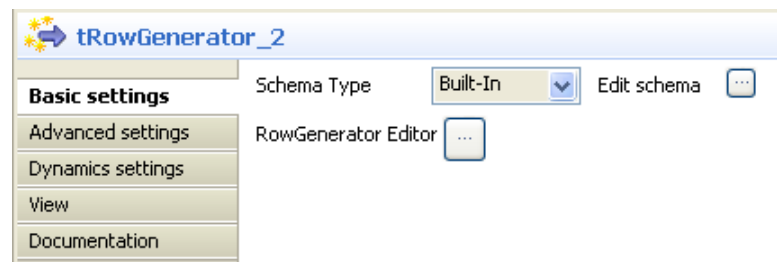 tRowGenerator_2
Basic settings
Schema Type Built-In Edit schema ...
Advanced settings
RowGenerator Editor ...
Dynamics settings
View
Documentation